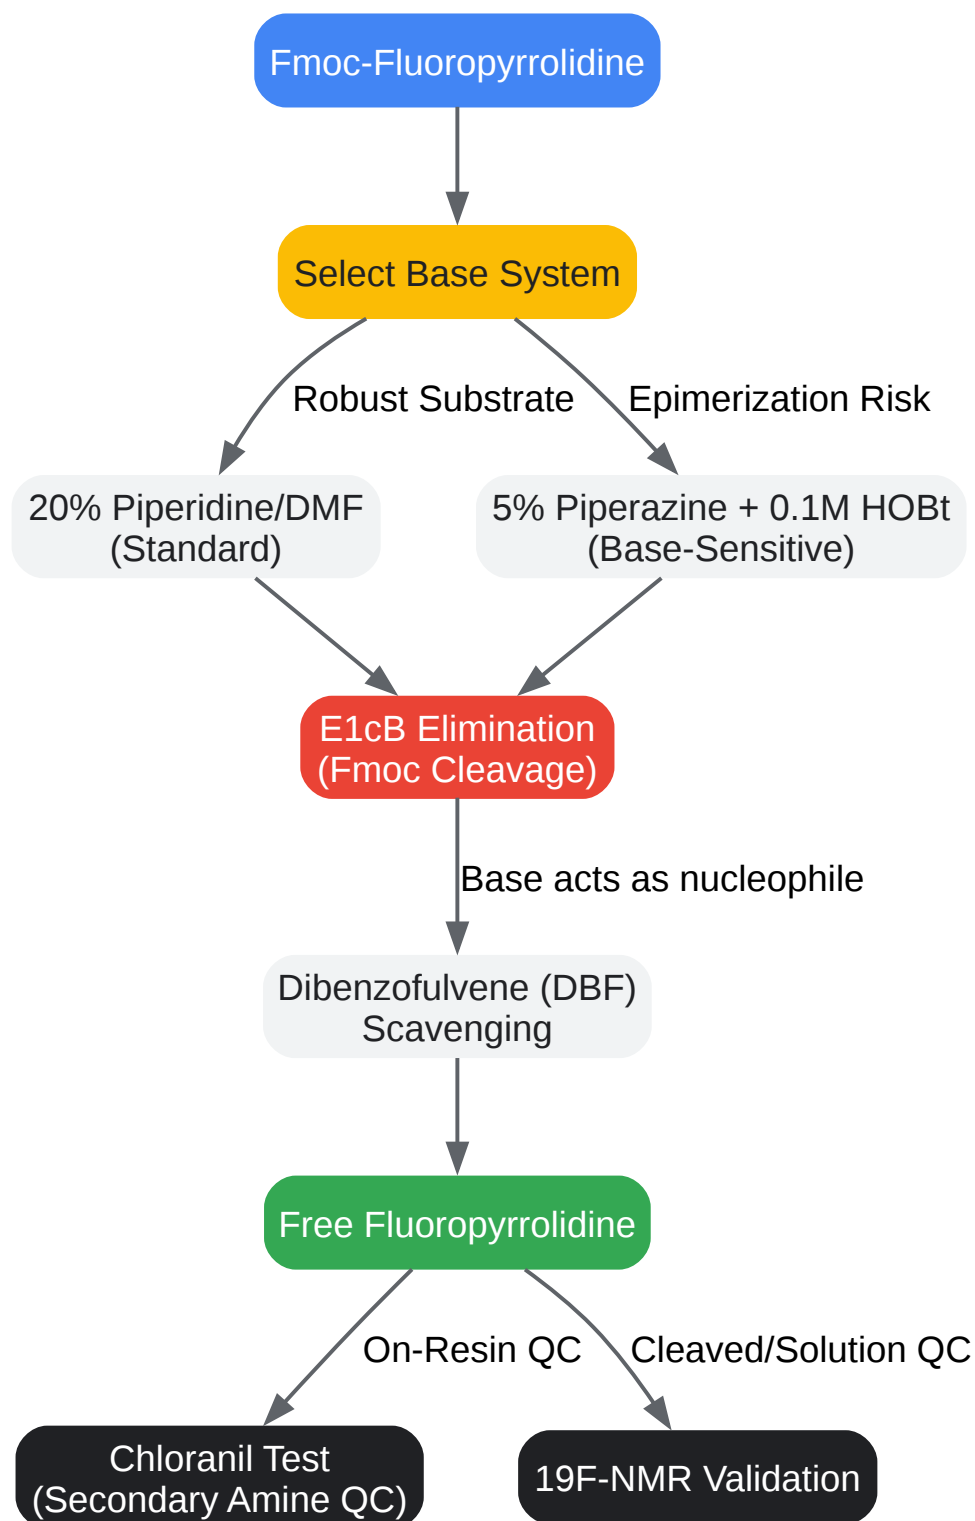 Fmoc-Fluoropyrrolidine
Select Base System
Robust Substrate
Epimerization Risk
20% Piperidine/DMF
(Standard)
5% Piperazine + 0.1M HOBt
(Base-Sensitive)
E1cB Elimination
(Fmoc Cleavage)
Base acts as nucleophile
Dibenzofulvene (DBF)
Scavenging
Free Fluoropyrrolidine
On-Resin QC
Cleaved/Solution QC
Chloranil Test
(Secondary Amine QC)
19F-NMR Validation